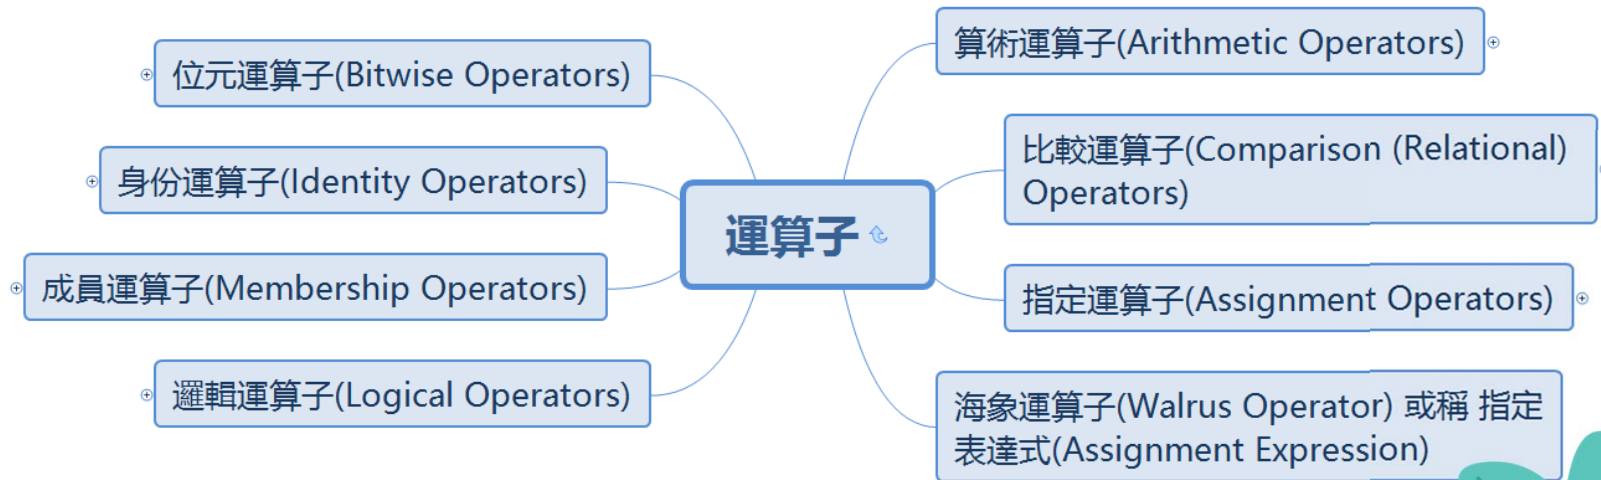 位元運算子(Bitwise Operators)
身份運算子(Identity Operators)
成員運算子(Membership Operators)
邏輯運算子(Logical Operators)
運算子
算術運算子(Arithmetic Operators)
比較運算子(Comparison (Relational)
Operators)
指定運算子(Assignment Operators)
海象運算子(Walrus Operator) 或稱 指定
表達式(Assignment Expression)